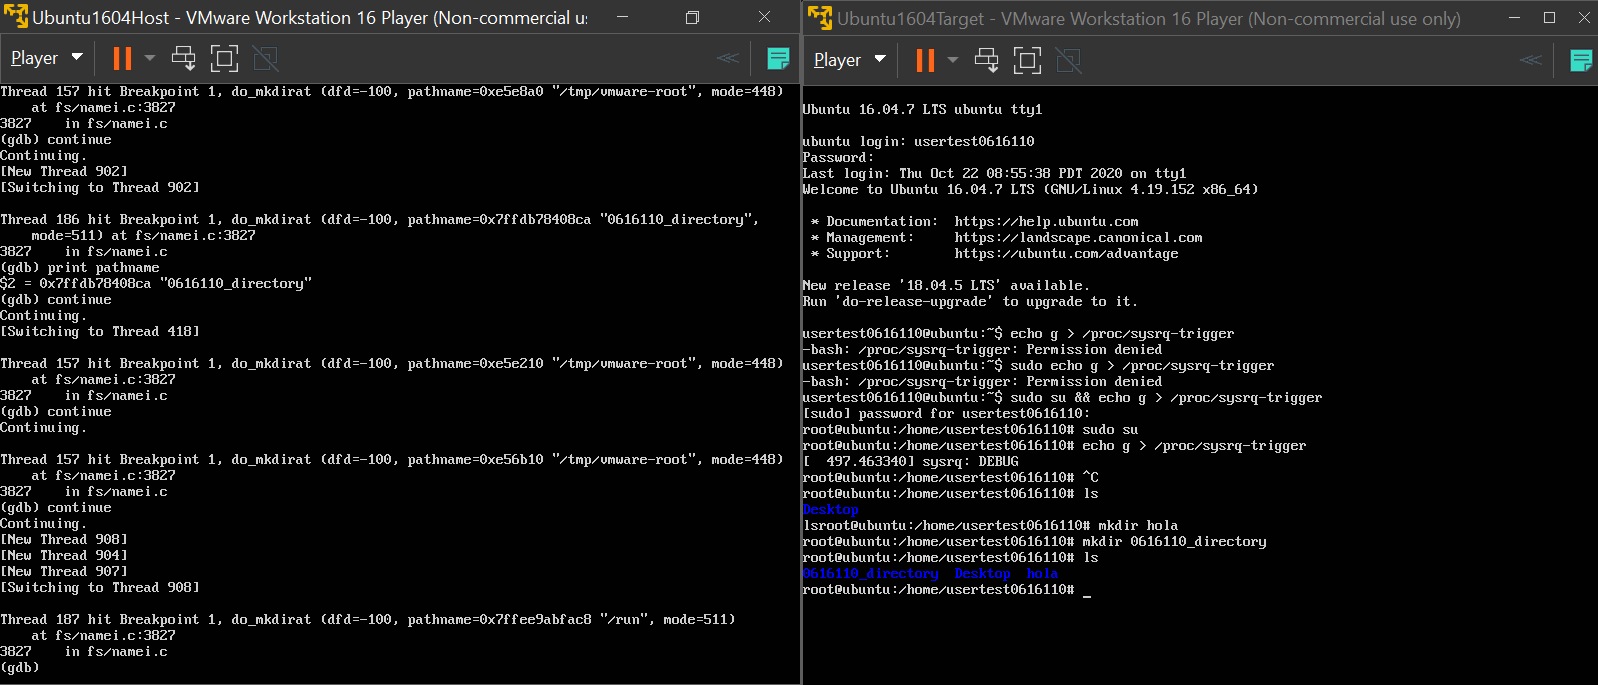 Ubuntu1604Host - VMware Workstation 16 Player (Non-commercial u
Player
Thread 157 hit Breakpoint 1, do_mkdirat (dfd=-100, pathname=0xe5e8a0 "/tmp/vmware-root", mode=448)
    at fs/namei.c:3827
3827    in fs/namei.c
(gdb) continue
Continuing.
[New Thread 902]
[Switching to Thread 902]
Thread 186 hit Breakpoint 1, do_mkdirat (dfd=-100, pathname=0x7ffdb78408ca "0616110_directory",
    mode=511) at fs/namei.c:3827
3827    in fs/namei.c
(gdb) print pathname
$2 = 0x7ffdb78408ca "0616110_directory"
(gdb) continue
Continuing.
[Switching to Thread 418]
Thread 157 hit Breakpoint 1, do_mkdirat (dfd=-100, pathname=0xe5e210 "/tmp/vmware-root", mode=448)
    at fs/namei.c:3827
3827    in fs/namei.c
(gdb) continue
Continuing.
Thread 157 hit Breakpoint 1, do_mkdirat (dfd=-100, pathname=0xe56b10 "/tmp/vmware-root", mode=448)
    at fs/namei.c:3827
3827    in fs/namei.c
(gdb) continue
Continuing.
[New Thread 908]
[New Thread 904]
[New Thread 907]
[Switching to Thread 908]
Thread 187 hit Breakpoint 1, do_mkdirat (dfd=-100, pathname=0x7ffee9abfac8 "/run", mode=511)
    at fs/namei.c:3827
3827    in fs/namei.c
(gdb)
Ubuntu1604Target - VMware Workstation 16 Player (Non-commercial use only)
Player
Ubuntu 16.04.7 LTS ubuntu tty1
ubuntu login: usertest0616110
Password:
Last login: Thu Oct 22 08:55:38 PDT 2020 on tty1
Welcome to Ubuntu 16.04.7 LTS (GNU/Linux 4.19.152 x86_64)
 * Documentation:  https://help.ubuntu.com
 * Management:     https://landscape.canonical.com
 * Support:        https://ubuntu.com/advantage
New release '18.04.5 LTS' available.
Run 'do-release-upgrade' to upgrade to it.
usertest0616110@ubuntu:~$ echo g > /proc/sysrq-trigger
-bash: /proc/sysrq-trigger: Permission denied
usertest0616110@ubuntu:~$ sudo echo g > /proc/sysrq-trigger
-bash: /proc/sysrq-trigger: Permission denied
usertest0616110@ubuntu:~$ sudo su && echo g > /proc/sysrq-trigger
[sudo] password for usertest0616110:
root@ubuntu:/home/usertest0616110# sudo su
root@ubuntu:/home/usertest0616110# echo g > /proc/sysrq-trigger
[  497.463340] sysrq: DEBUG
root@ubuntu:/home/usertest0616110# ^C
root@ubuntu:/home/usertest0616110# ls
Desktop
lsroot@ubuntu:/home/usertest0616110# mkdir hola
root@ubuntu:/home/usertest0616110# mkdir 0616110_directory
root@ubuntu:/home/usertest0616110# ls
0616110_directory  Desktop  hola
root@ubuntu:/home/usertest0616110# _